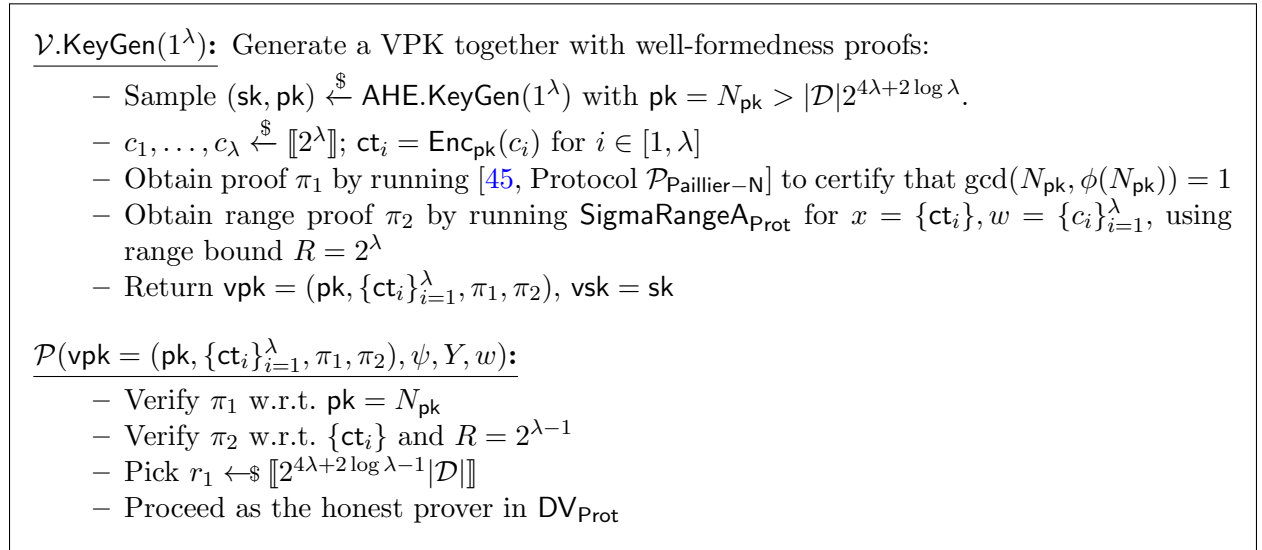 𝒱.KeyGen(1^λ): Generate a VPK together with well-formedness proofs:
– Sample (sk, pk) ←$ AHE.KeyGen(1^λ) with pk = N_pk > |𝒟|2^{4λ+2 log λ}.
– c_1, . . . , c_λ ←$ ⟦2^λ⟧; ct_i = Enc_pk(c_i) for i ∈ [1, λ]
– Obtain proof π_1 by running [45, Protocol 𝒫_{Paillier−N}] to certify that gcd(N_pk, ϕ(N_pk)) = 1
– Obtain range proof π_2 by running SigmaRangeA_Prot for x = {ct_i}, w = {c_i}_{i=1}^λ, using
range bound R = 2^λ
– Return vpk = (pk, {ct_i}_{i=1}^λ, π_1, π_2), vsk = sk
𝒫(vpk = (pk, {ct_i}_{i=1}^λ, π_1, π_2), ψ, Y, w):
– Verify π_1 w.r.t. pk = N_pk
– Verify π_2 w.r.t. {ct_i} and R = 2^{λ−1}
– Pick r_1 ←$ ⟦2^{4λ+2 log λ−1}|𝒟|⟧
– Proceed as the honest prover in DV_Prot